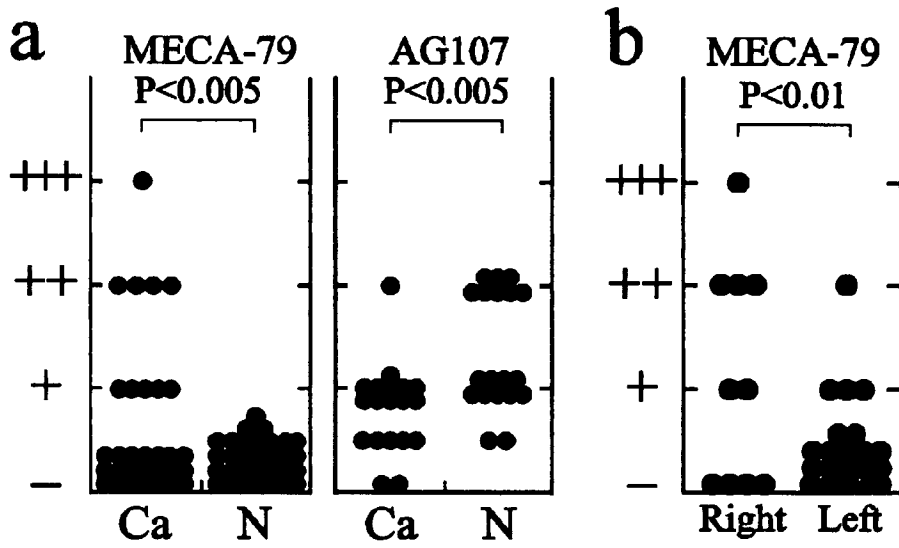 a
MECA-79
P<0.005
AG107
P<0.005
b
MECA-79
P<0.01
+++
++
+
−
+++
++
+
−
Ca
N
Ca
N
Right
Left